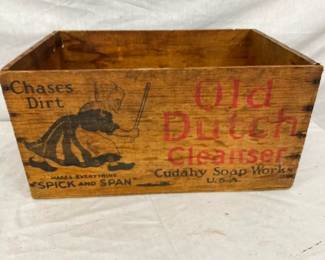 Chases
Dirt
MAKES EVERYTHING
"SPICK AND SPAN"
Old
Dutch
Cleanser
Cudahy Soap Works
U.S.A.